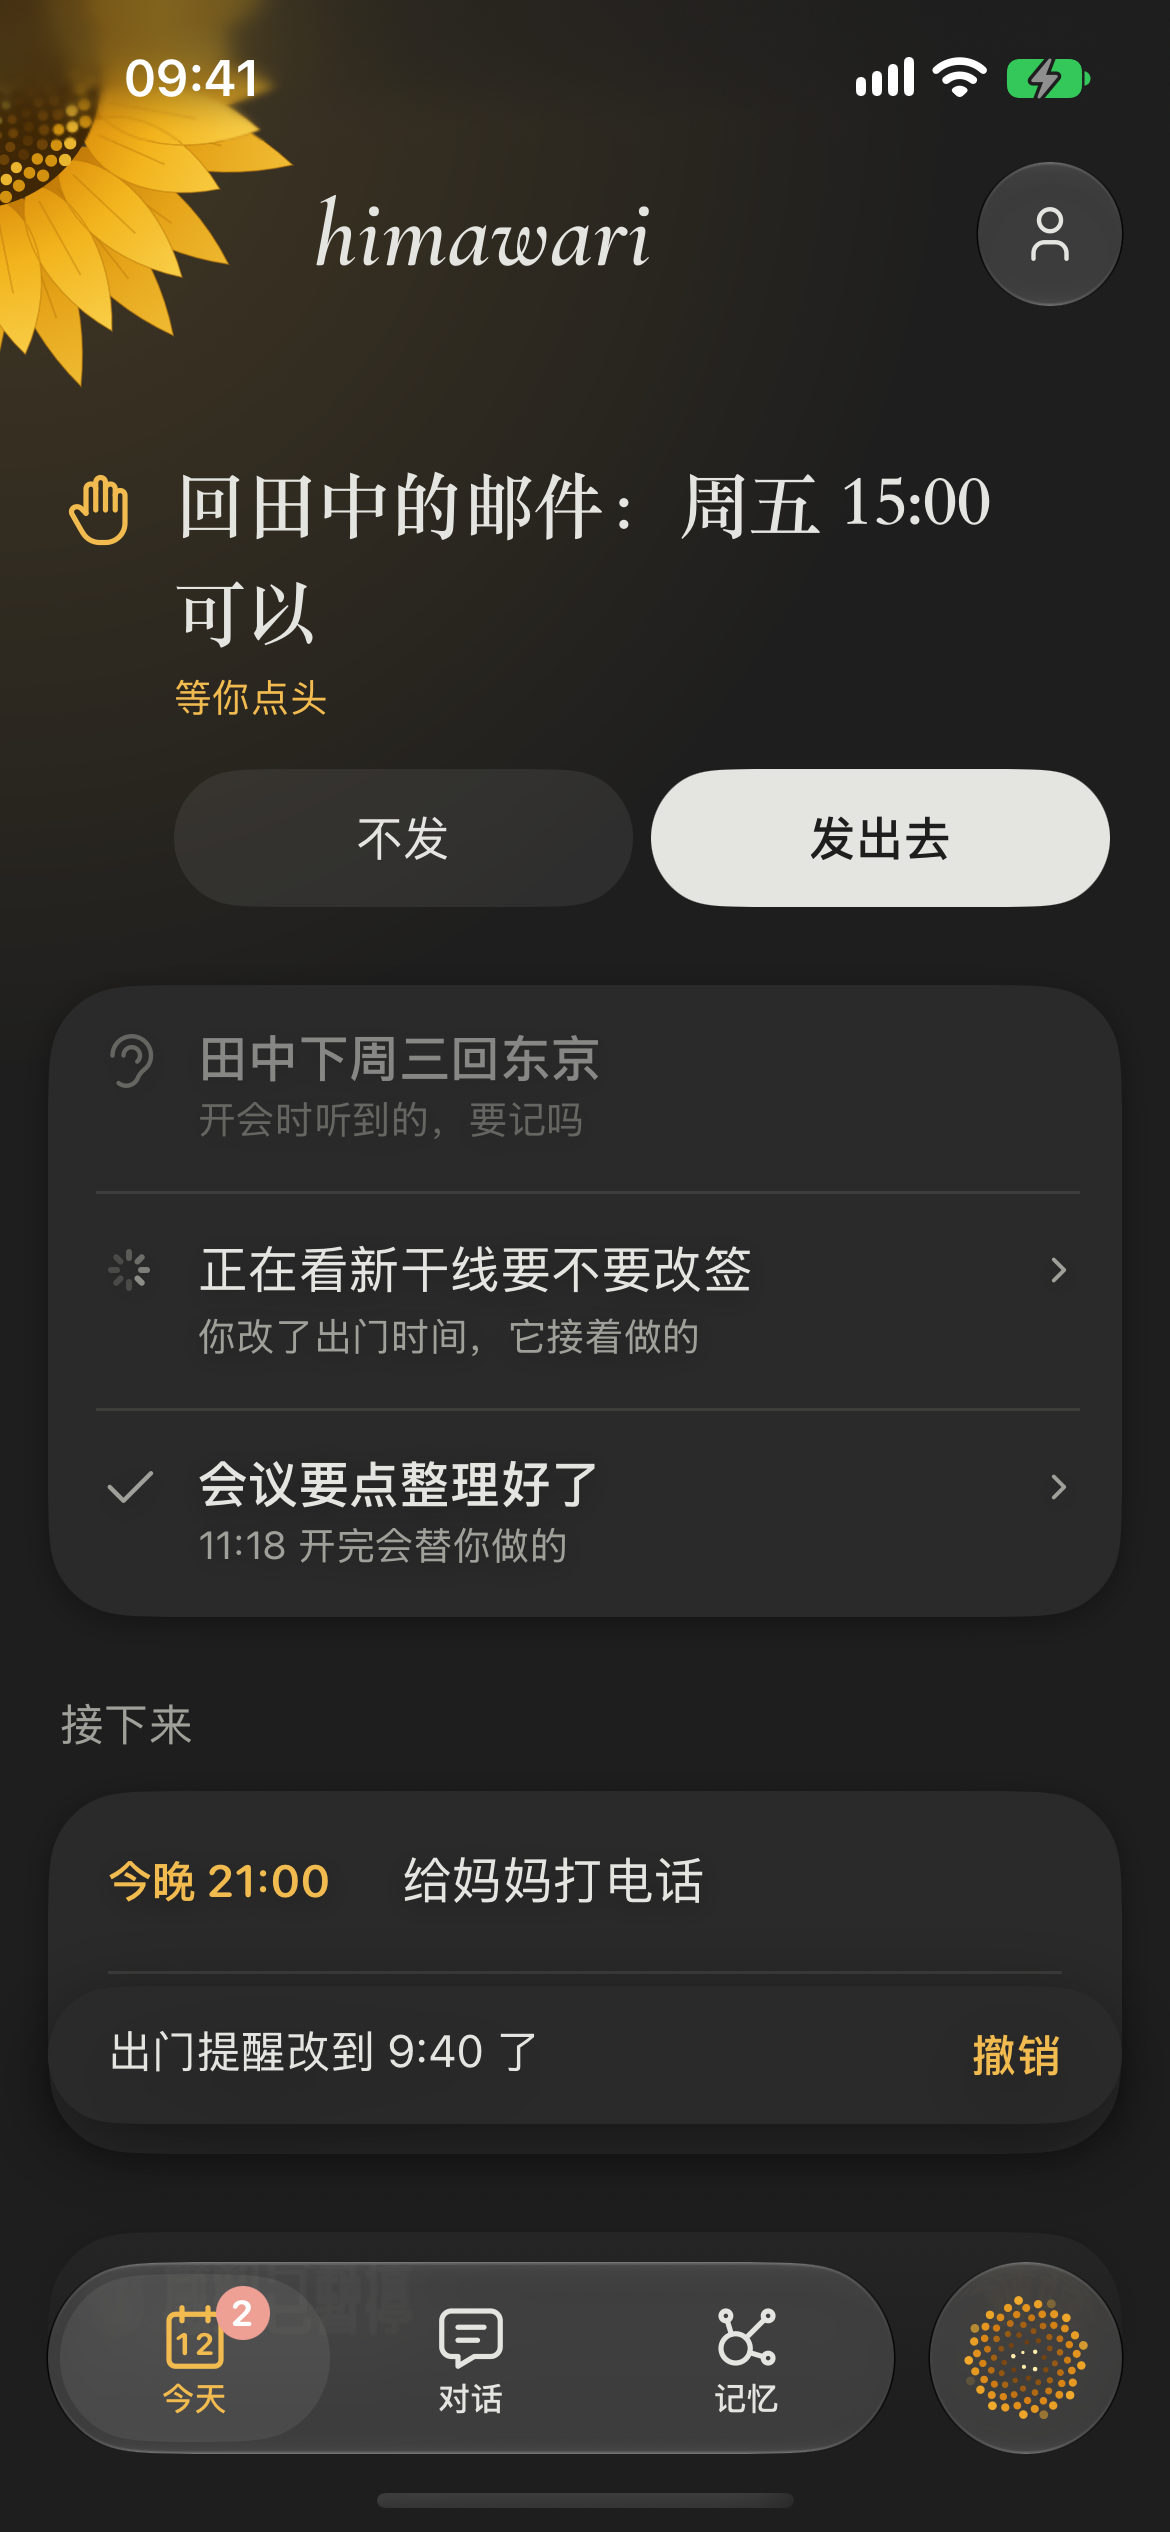 09:41
himawari
回田中的邮件：周五 15:00
可以
等你点头
不发
发出去
田中下周三回东京
开会时听到的，要记吗
正在看新干线要不要改签
你改了出门时间，它接着做的
会议要点整理好了
11:18 开完会替你做的
接下来
今晚 21:00
给妈妈打电话
出门提醒改到 9:40 了
撤销
12
2
今天
对话
记忆